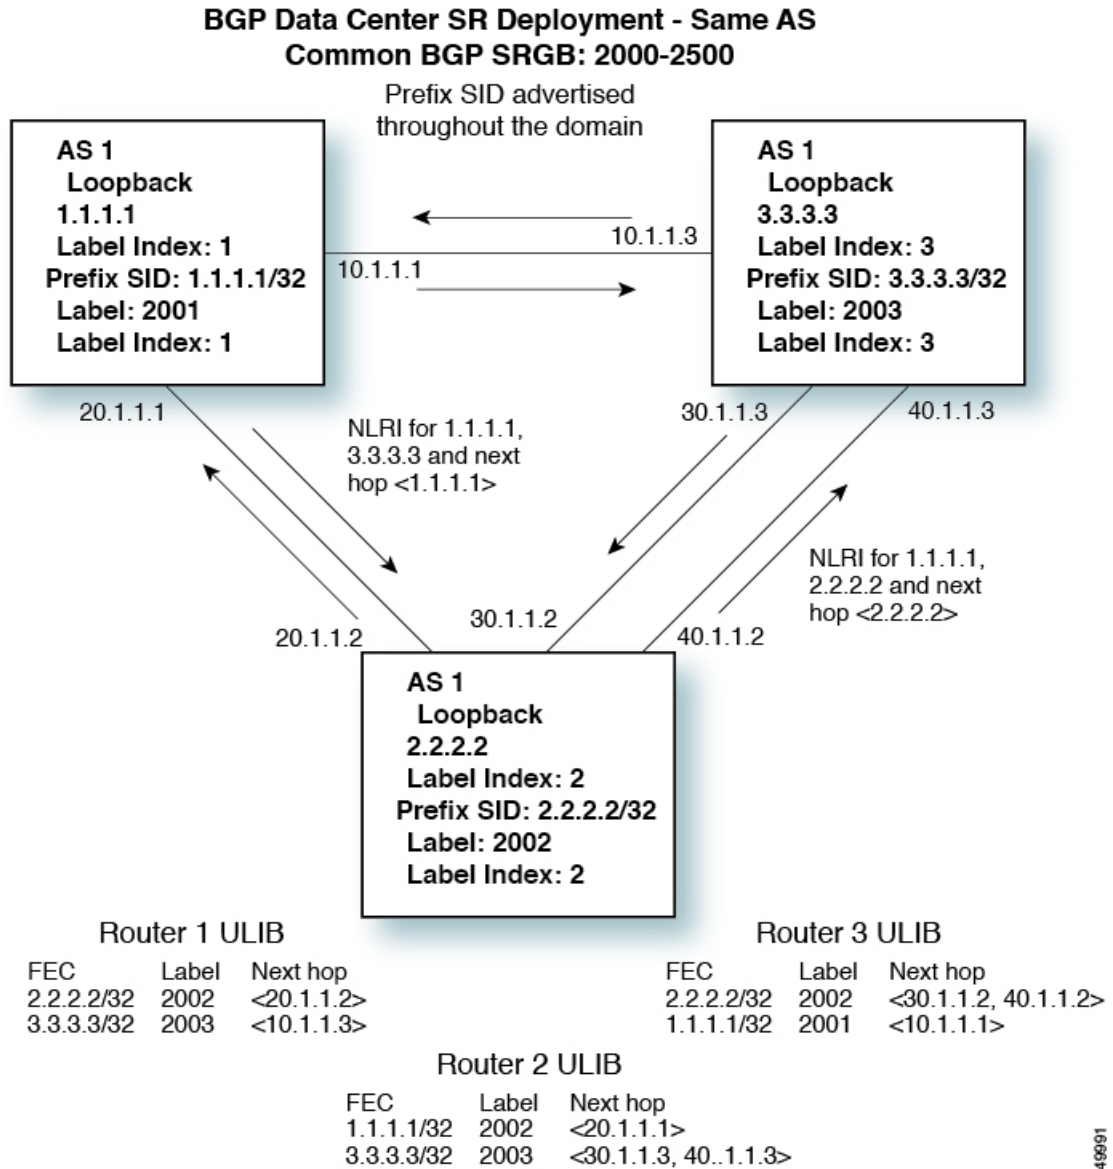 BGP Data Center SR Deployment - Same AS
Common BGP SRGB: 2000-2500
Prefix SID advertised
throughout the domain
AS 1
Loopback
1.1.1.1
Label Index: 1
Prefix SID: 1.1.1.1/32
Label: 2001
Label Index: 1
AS 1
Loopback
3.3.3.3
Label Index: 3
Prefix SID: 3.3.3.3/32
Label: 2003
Label Index: 3
10.1.1.3
10.1.1.1
20.1.1.1
30.1.1.3
40.1.1.3
NLRI for 1.1.1.1,
3.3.3.3 and next
hop <1.1.1.1>
NLRI for 1.1.1.1,
2.2.2.2 and next
hop <2.2.2.2>
20.1.1.2
30.1.1.2
40.1.1.2
AS 1
Loopback
2.2.2.2
Label Index: 2
Prefix SID: 2.2.2.2/32
Label: 2002
Label Index: 2
Router 1 ULIB
FEC Label Next hop
2.2.2.2/32 2002 <20.1.1.2>
3.3.3.3/32 2003 <10.1.1.3>
Router 3 ULIB
FEC Label Next hop
2.2.2.2/32 2002 <30.1.1.2, 40.1.1.2>
1.1.1.1/32 2001 <10.1.1.1>
Router 2 ULIB
FEC Label Next hop
1.1.1.1/32 2002 <20.1.1.1>
3.3.3.3/32 2003 <30.1.1.3, 40..1.1.3>